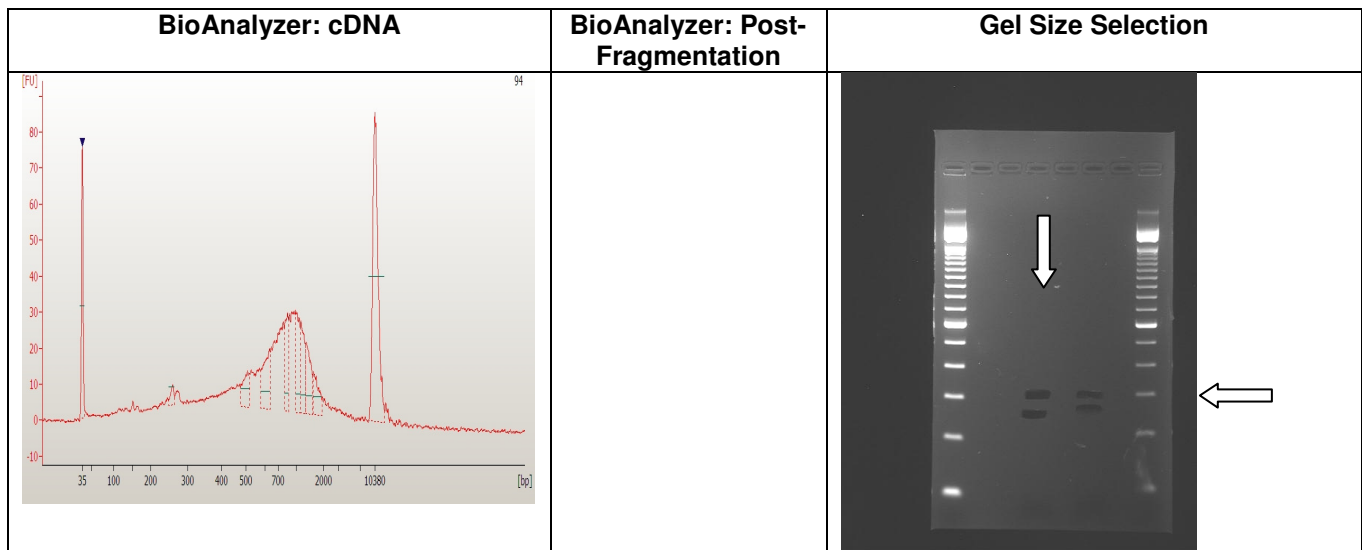 BioAnalyzer: cDNA
BioAnalyzer: Post-
Fragmentation
Gel Size Selection
[FU]
94
80
70
60
50
40
30
20
10
0
-10
35 100 200 300 400 500 700 2000 10380 [bp]